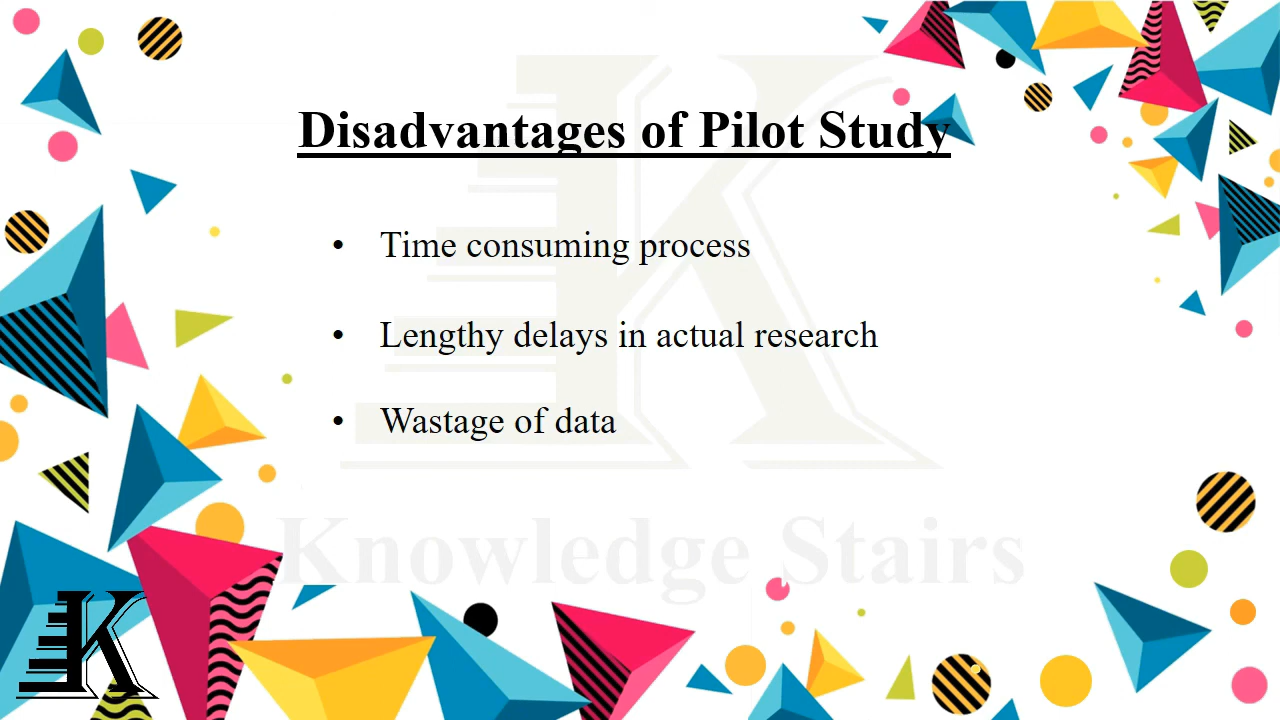 Disadvantages of Pilot Study
• Time consuming process
• Lengthy delays in actual research
• Wastage of data
Knowledge Stairs
K